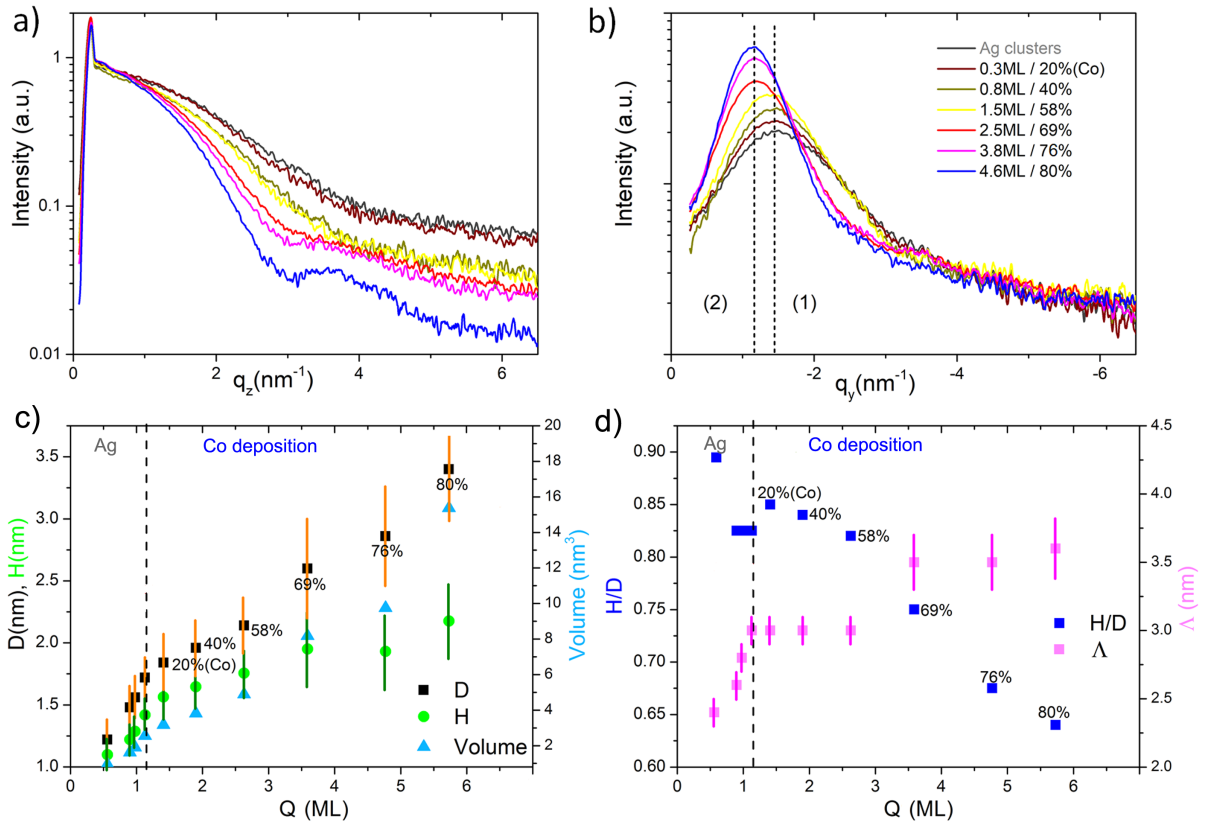 a)
Intensity (a.u.)
1
0.1
0.01
0
2
4
6
q_z(nm⁻¹)
b)
Intensity (a.u.)
Ag clusters
0.3ML / 20%(Co)
0.8ML / 40%
1.5ML / 58%
2.5ML / 69%
3.8ML / 76%
4.6ML / 80%
(2)
(1)
0
-2
-4
-6
q_y(nm⁻¹)
c)
Ag
Co deposition
D(nm), H(nm)
3.5
3.0
2.5
2.0
1.5
1.0
20%(Co)
40%
58%
69%
76%
80%
D
H
Volume
20
18
16
14
12
10
8
6
4
2
Volume (nm³)
0
1
2
3
4
5
6
7
Q (ML)
d)
Ag
Co deposition
H/D
0.90
0.85
0.80
0.75
0.70
0.65
0.60
20%(Co)
40%
58%
69%
76%
80%
H/D
Λ
4.5
4.0
3.5
3.0
2.5
2.0
Λ (nm)
0
1
2
3
4
5
6
7
Q (ML)